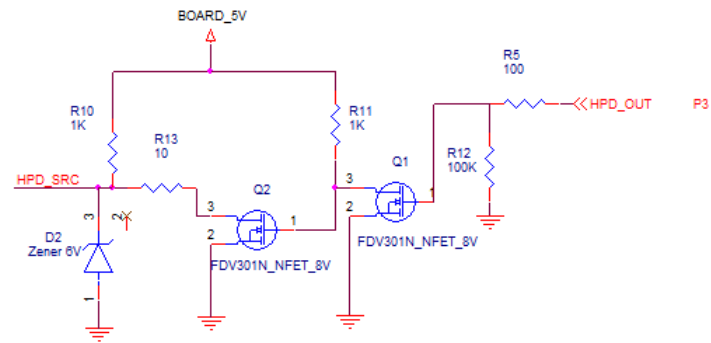 BOARD_5V
R5
100
HPD_OUT P3
R10
1K
R11
1K
R13
10
R12
100K
Q1
HPD_SRC
Q2
3
1
3
3
2
1
2
D2
Zener 6V
2
FDV301N_NFET_8V
FDV301N_NFET_8V
1